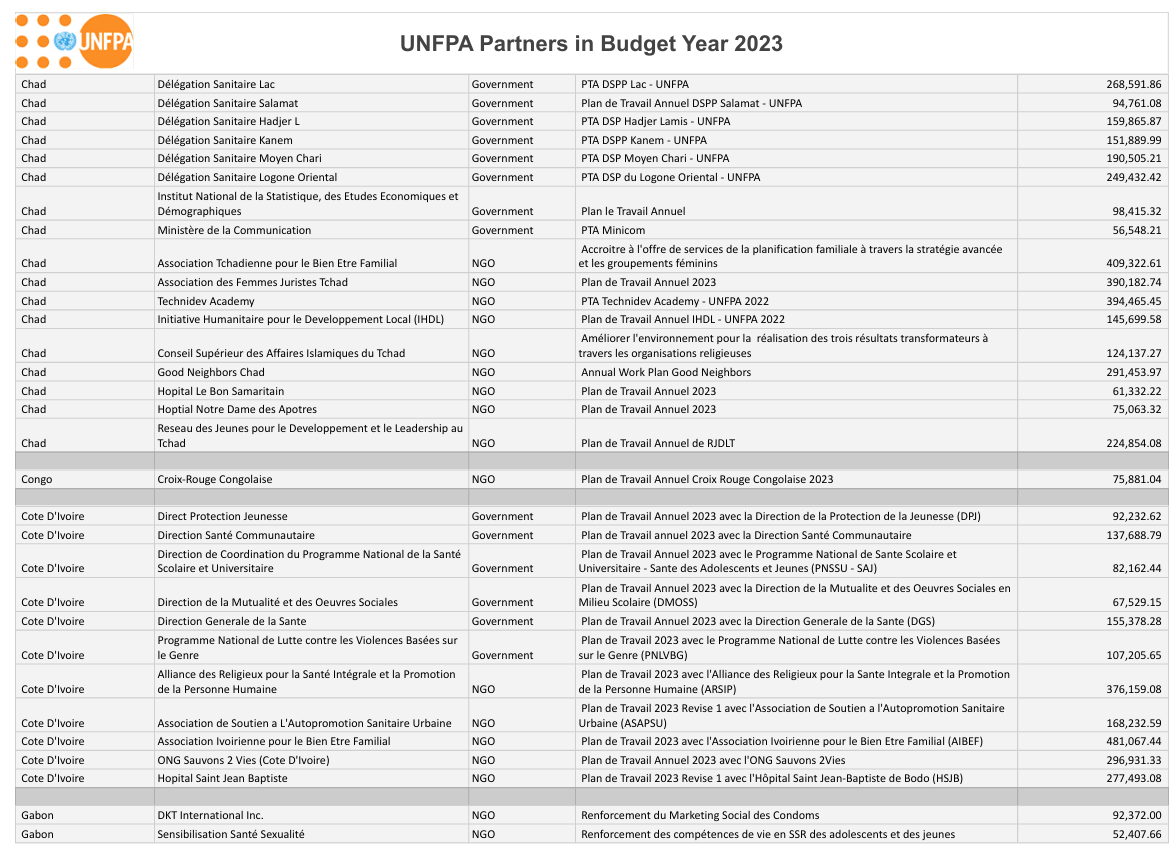 UNFPA
UNFPA Partners in Budget Year 2023
Chad Délégation Sanitaire Lac Government PTA DSPP Lac - UNFPA 268,591.86
Chad Délégation Sanitaire Salamat Government Plan de Travail Annuel DSPP Salamat - UNFPA 94,761.08
Chad Délégation Sanitaire Hadjer L Government PTA DSP Hadjer Lamis - UNFPA 159,865.87
Chad Délégation Sanitaire Kanem Government PTA DSPP Kanem - UNFPA 151,889.99
Chad Délégation Sanitaire Moyen Chari Government PTA DSP Moyen Chari - UNFPA 190,505.21
Chad Délégation Sanitaire Logone Oriental Government PTA DSP du Logone Oriental - UNFPA 249,432.42
Institut National de la Statistique, des Etudes Economiques et
Chad Démographiques Government Plan le Travail Annuel 98,415.32
Chad Ministère de la Communication Government PTA Minicom 56,548.21
Accroitre à l'offre de services de la planification familiale à travers la stratégie avancée
Chad Association Tchadienne pour le Bien Etre Familial NGO et les groupements féminins 409,322.61
Chad Association des Femmes Juristes Tchad NGO Plan de Travail Annuel 2023 390,182.74
Chad Technidev Academy NGO PTA Technidev Academy - UNFPA 2022 394,465.45
Chad Initiative Humanitaire pour le Developpement Local (IHDL) NGO Plan de Travail Annuel IHDL - UNFPA 2022 145,699.58
Améliorer l'environnement pour la réalisation des trois résultats transformateurs à
Chad Conseil Supérieur des Affaires Islamiques du Tchad NGO travers les organisations religieuses 124,137.27
Chad Good Neighbors Chad NGO Annual Work Plan Good Neighbors 291,453.97
Chad Hopital Le Bon Samaritain NGO Plan de Travail Annuel 2023 61,332.22
Chad Hoptial Notre Dame des Apotres NGO Plan de Travail Annuel 2023 75,063.32
Reseau des Jeunes pour le Developpement et le Leadership au
Chad Tchad NGO Plan de Travail Annuel de RJDLT 224,854.08
Congo Croix-Rouge Congolaise NGO Plan de Travail Annuel Croix Rouge Congolaise 2023 75,881.04
Cote D'Ivoire Direct Protection Jeunesse Government Plan de Travail Annuel 2023 avec la Direction de la Protection de la Jeunesse (DPJ) 92,232.62
Cote D'Ivoire Direction Santé Communautaire Government Plan de Travail annuel 2023 avec la Direction Santé Communautaire 137,688.79
Direction de Coordination du Programme National de la Santé Plan de Travail Annuel 2023 avec le Programme National de Sante Scolaire et
Cote D'Ivoire Scolaire et Universitaire Government Universitaire - Sante des Adolescents et Jeunes (PNSSU - SAJ) 82,162.44
Plan de Travail Annuel 2023 avec la Direction de la Mutualite et des Oeuvres Sociales en
Cote D'Ivoire Direction de la Mutualité et des Oeuvres Sociales Government Milieu Scolaire (DMOSS) 67,529.15
Cote D'Ivoire Direction Generale de la Sante Government Plan de Travail Annuel 2023 avec la Direction Generale de la Sante (DGS) 155,378.28
Programme National de Lutte contre les Violences Basées sur Plan de Travail 2023 avec le Programme National de Lutte contre les Violences Basées
Cote D'Ivoire le Genre Government sur le Genre (PNLVBG) 107,205.65
Alliance des Religieux pour la Santé Intégrale et la Promotion Plan de Travail 2023 avec l'Alliance des Religieux pour la Sante Integrale et la Promotion
Cote D'Ivoire de la Personne Humaine NGO de la Personne Humaine (ARSIP) 376,159.08
Plan de Travail 2023 Revise 1 avec l'Association de Soutien a l'Autopromotion Sanitaire
Cote D'Ivoire Association de Soutien a L'Autopromotion Sanitaire Urbaine NGO Urbaine (ASAPSU) 168,232.59
Cote D'Ivoire Association Ivoirienne pour le Bien Etre Familial NGO Plan de Travail 2023 avec l'Association Ivoirienne pour le Bien Etre Familial (AIBEF) 481,067.44
Cote D'Ivoire ONG Sauvons 2 Vies (Cote D'Ivoire) NGO Plan de Travail Annuel 2023 avec l'ONG Sauvons 2Vies 296,931.33
Cote D'Ivoire Hopital Saint Jean Baptiste NGO Plan de Travail 2023 Revise 1 avec l'Hôpital Saint Jean-Baptiste de Bodo (HSJB) 277,493.08
Gabon DKT International Inc. NGO Renforcement du Marketing Social des Condoms 92,372.00
Gabon Sensibilisation Santé Sexualité NGO Renforcement des compétences de vie en SSR des adolescents et des jeunes 52,407.66